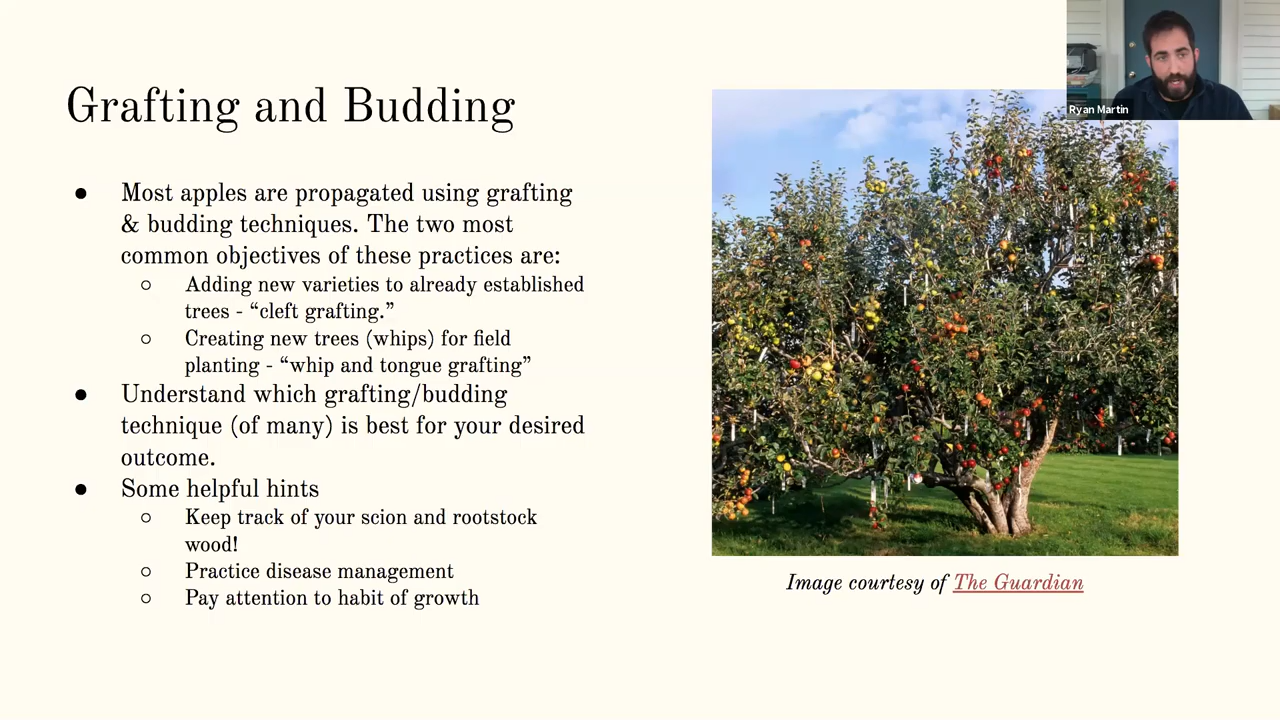 Ryan Martin
Grafting and Budding
● Most apples are propagated using grafting
& budding techniques. The two most
common objectives of these practices are:
○ Adding new varieties to already established
trees - “cleft grafting.”
○ Creating new trees (whips) for field
planting - “whip and tongue grafting”
● Understand which grafting/budding
technique (of many) is best for your desired
outcome.
● Some helpful hints
○ Keep track of your scion and rootstock
wood!
○ Practice disease management
○ Pay attention to habit of growth
Image courtesy of The Guardian